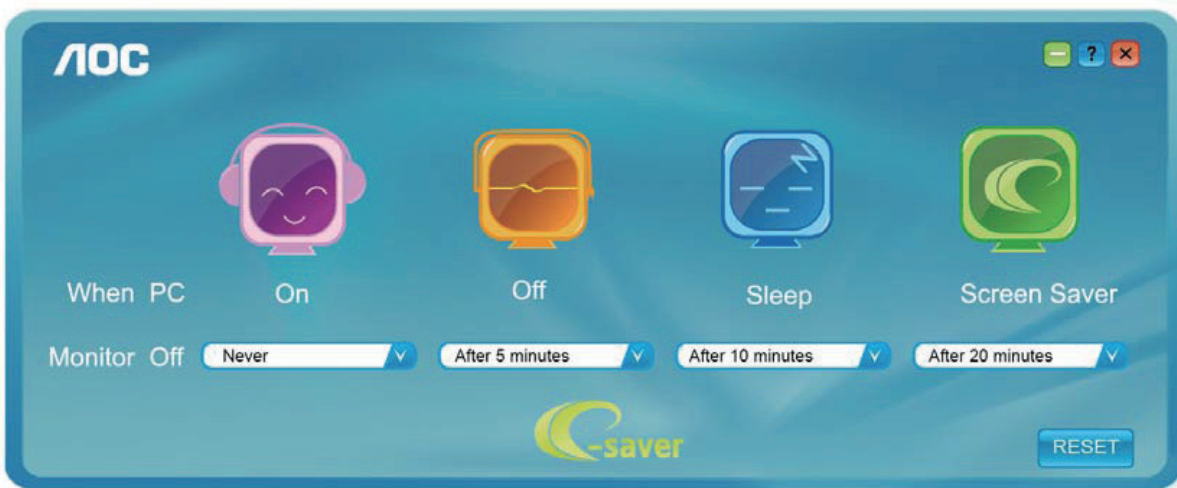 AOC
?
When PC On Off Sleep Screen Saver
Monitor Off Never After 5 minutes After 10 minutes After 20 minutes
e-saver
RESET